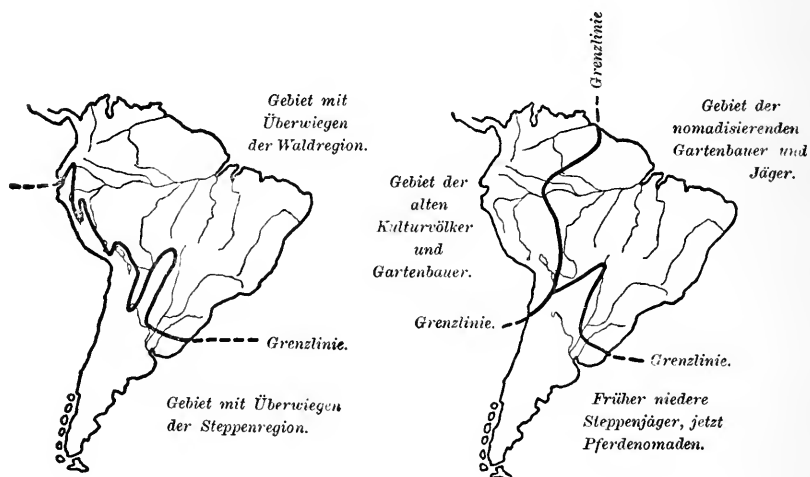 Gebiet mit
Überwiegen
der Waldregion.
Grenzlinie.
Gebiet mit Überwiegen
der Steppenregion.
Grenzlinie
Gebiet der
nomadisierenden
Gartenbauer und
Jäger.
Gebiet der
alten
Kulturvölker
und
Gartenbauer.
Grenzlinie.
Grenzlinie.
Früher niedere
Steppenjäger, jetzt
Pferdenomaden.